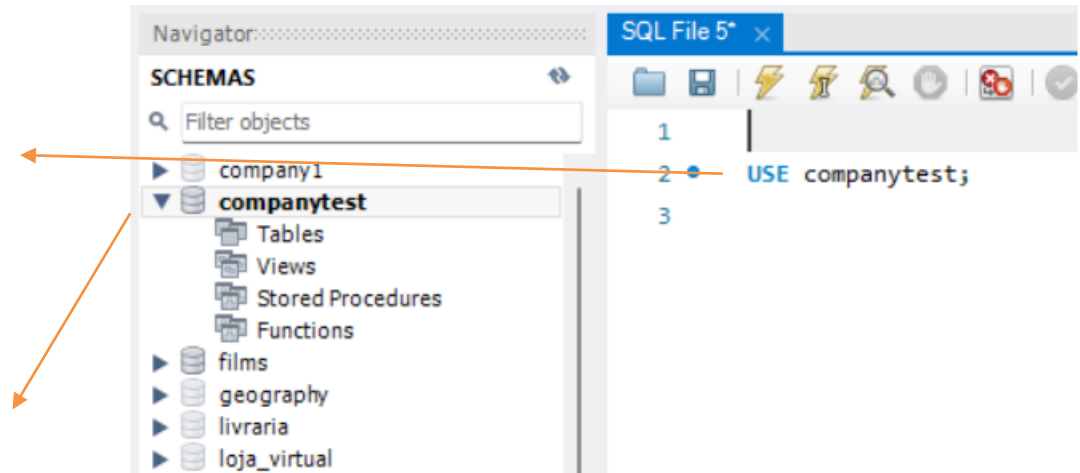 Navigator
SCHEMAS
Filter objects
company1
companytest
Tables
Views
Stored Procedures
Functions
films
geography
livraria
loja_virtual
SQL File 5*
1
2 USE companytest;
3